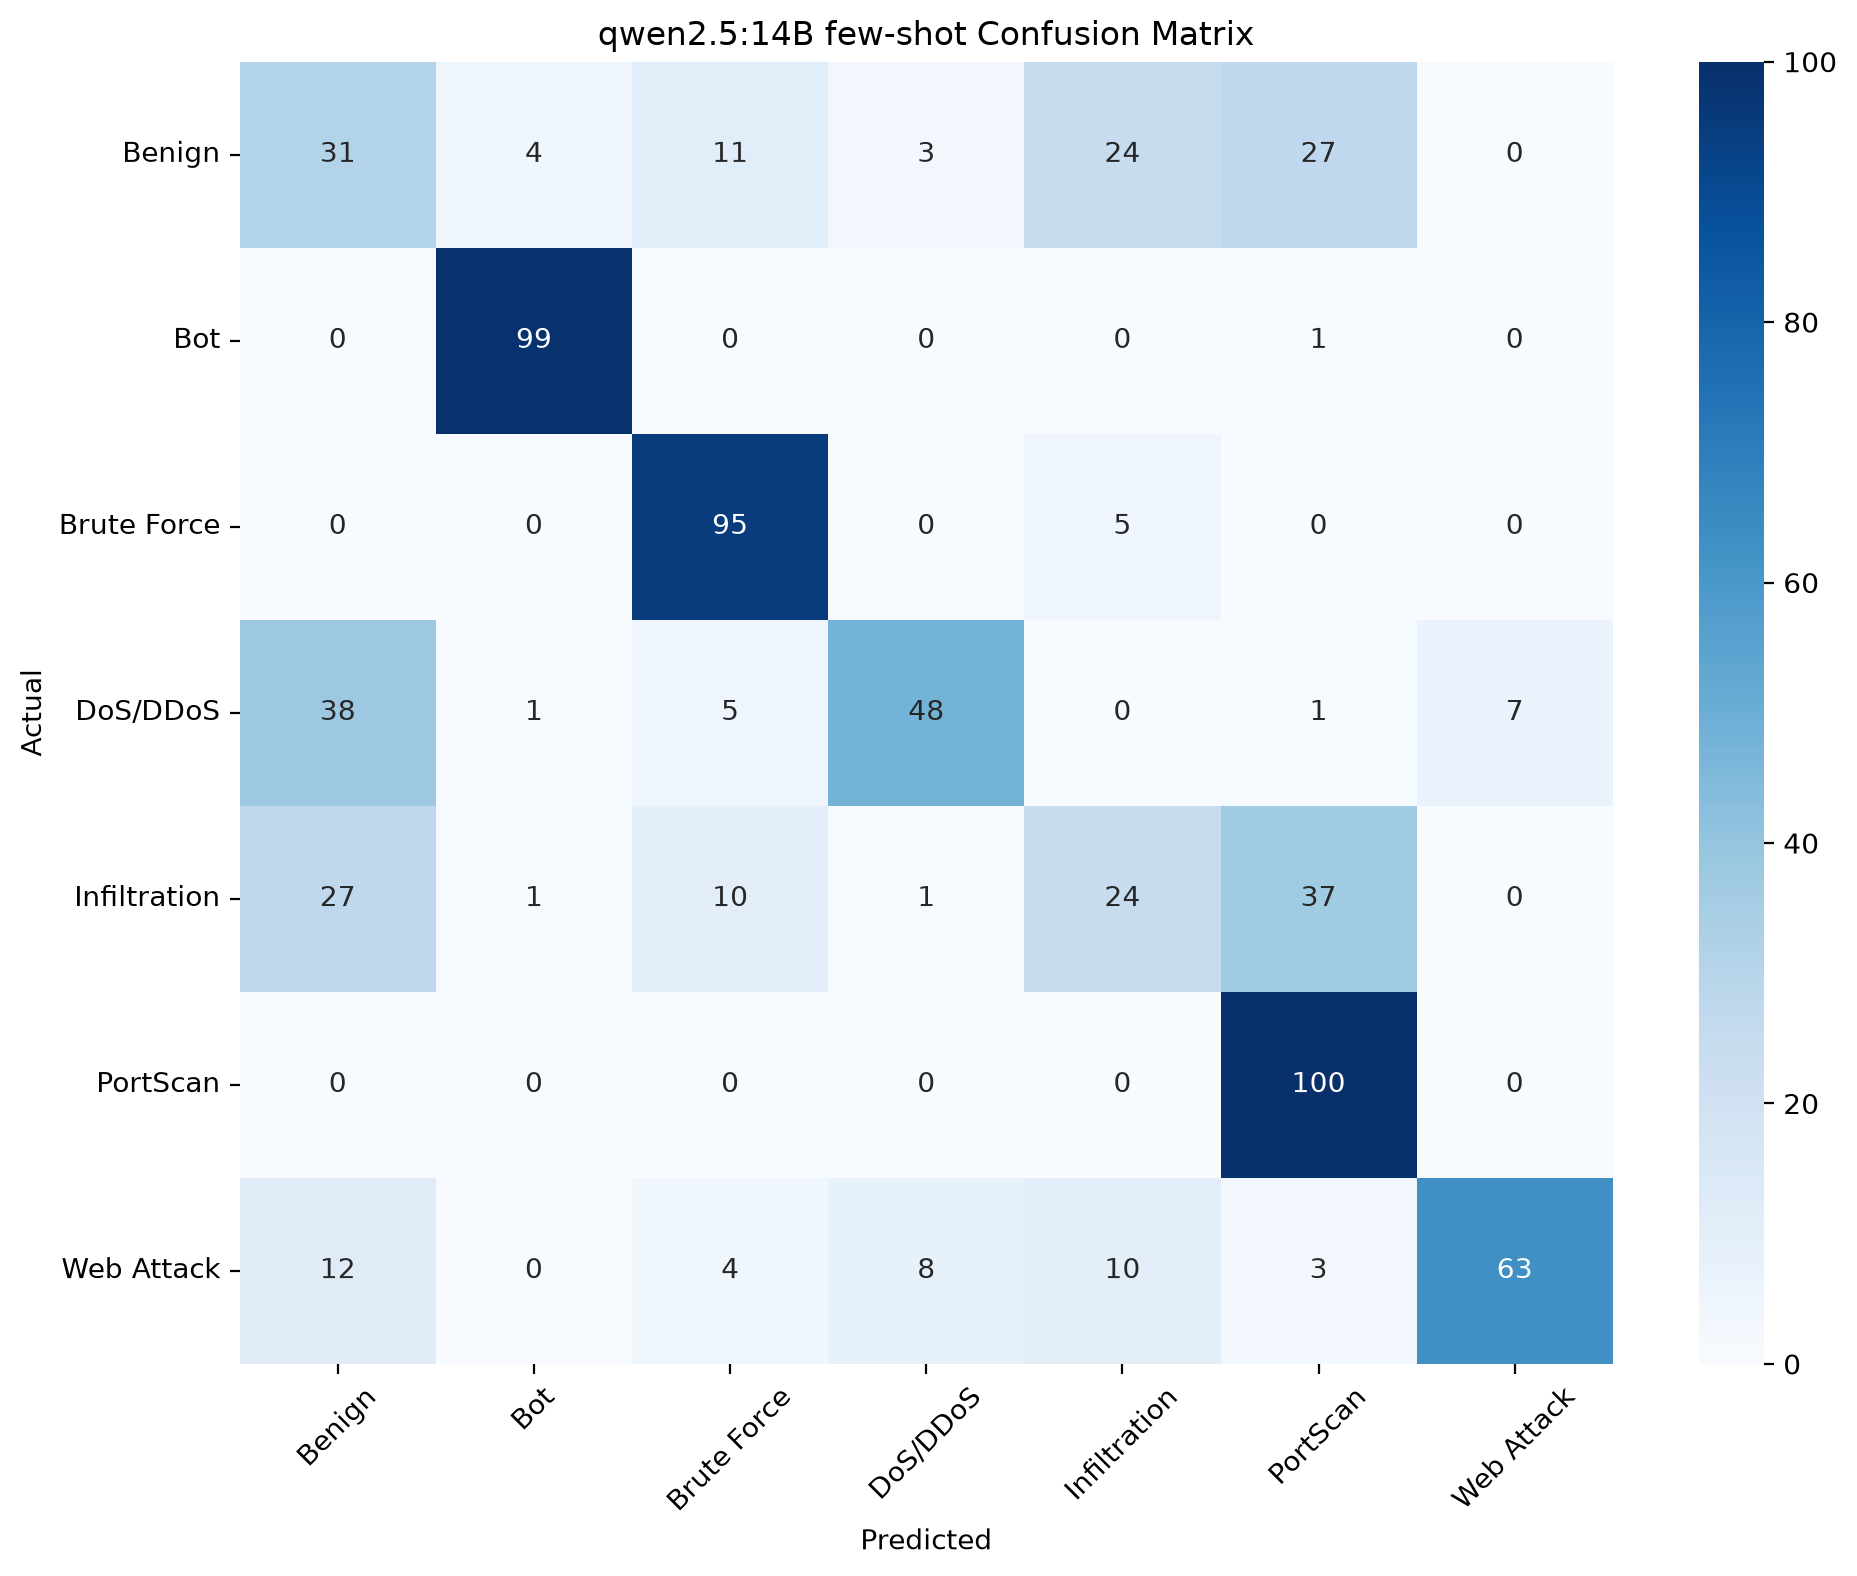 qwen2.5:14B few-shot Confusion Matrix
Actual
Benign 31 4 11 3 24 27 0
Bot 0 99 0 0 0 1 0
Brute Force 0 0 95 0 5 0 0
DoS/DDoS 38 1 5 48 0 1 7
Infiltration 27 1 10 1 24 37 0
PortScan 0 0 0 0 0 100 0
Web Attack 12 0 4 8 10 3 63
Benign Bot Brute Force DoS/DDoS Infiltration PortScan Web Attack
Predicted
100
80
60
40
20
0